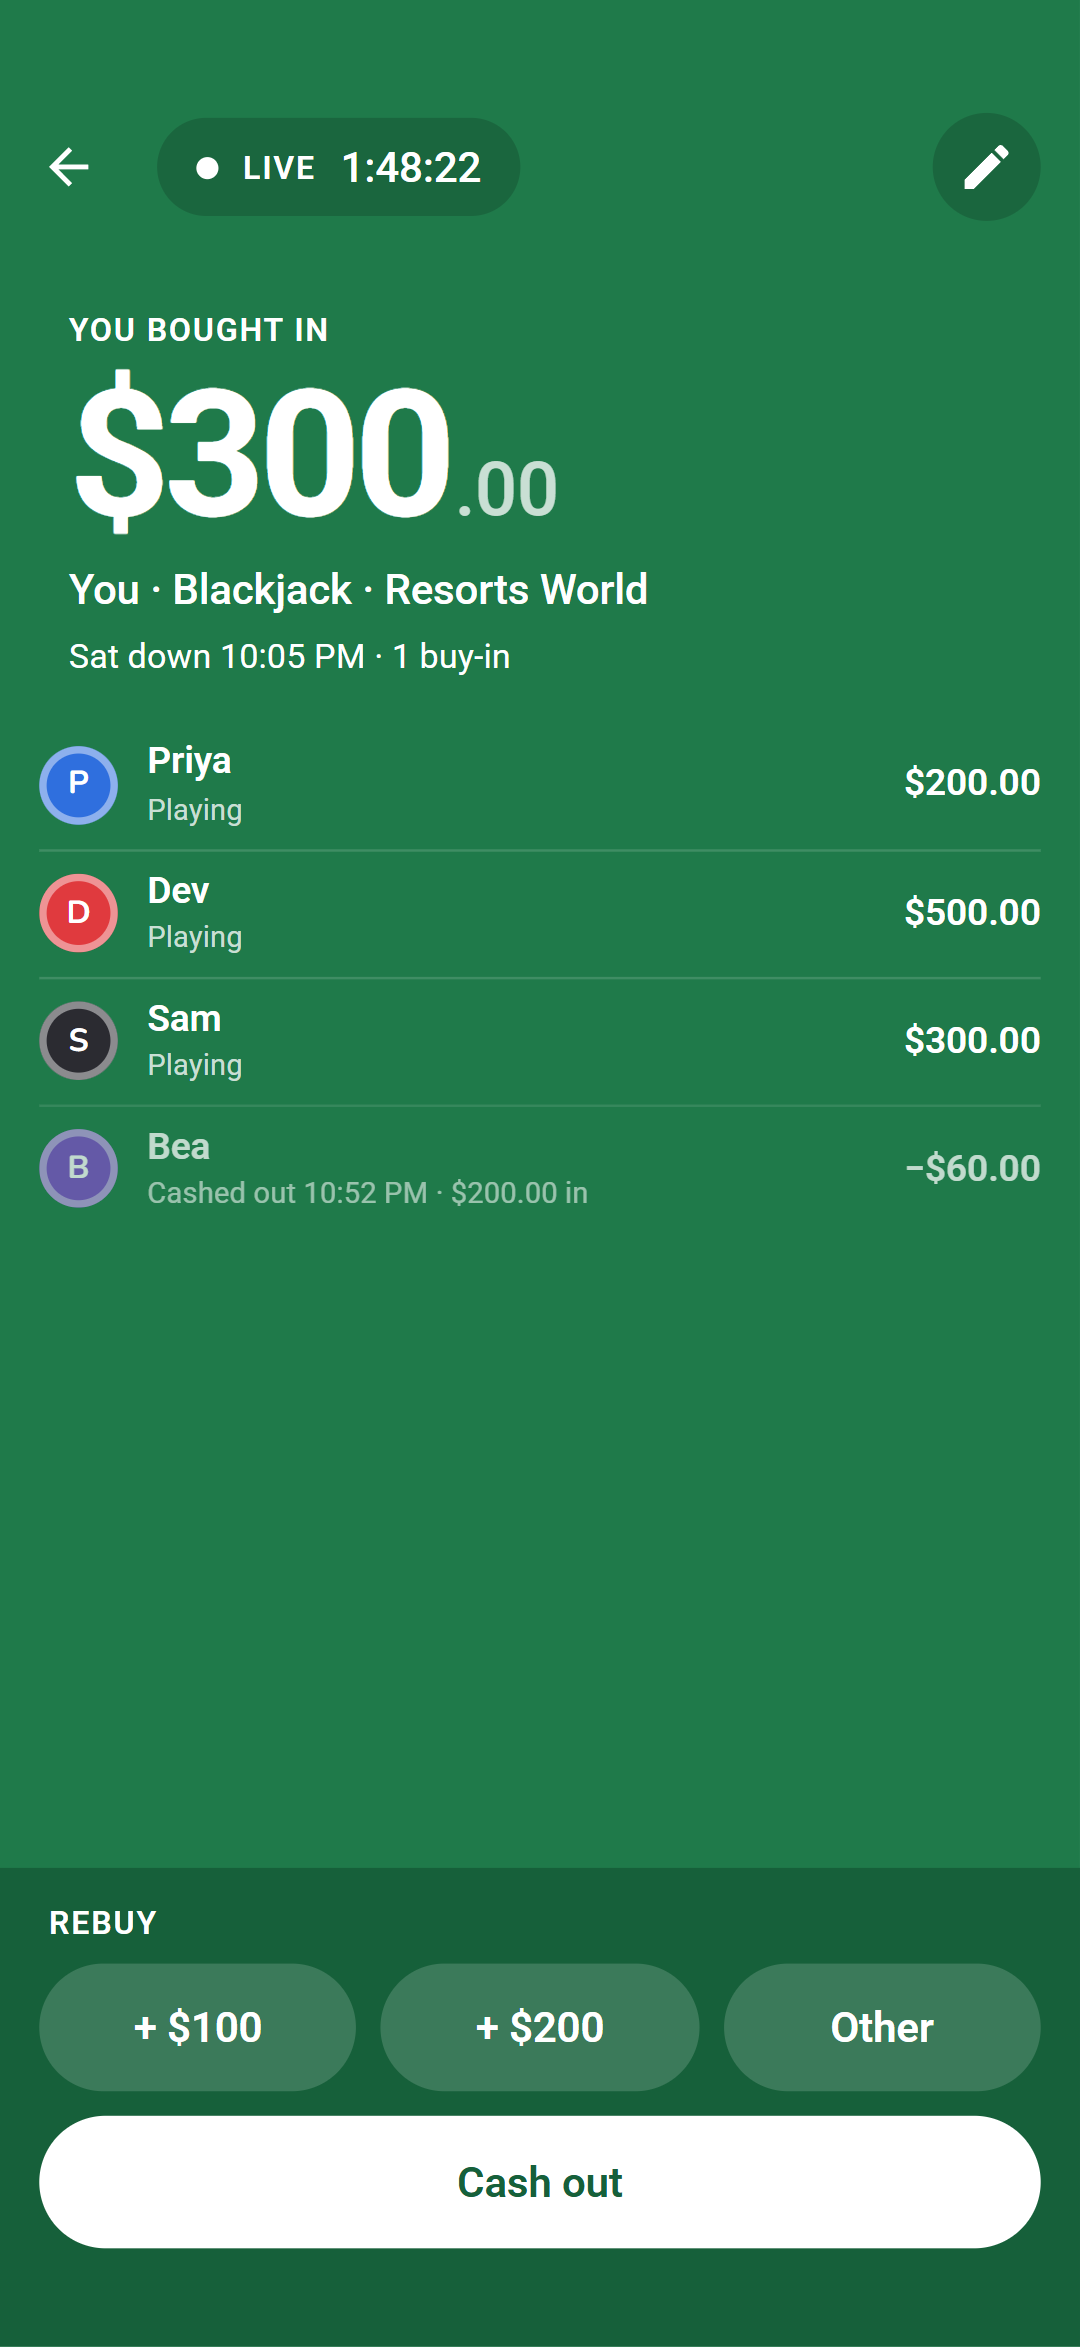 LIVE 1:48:22
YOU BOUGHT IN
$300.00
You · Blackjack · Resorts World
Sat down 10:05 PM · 1 buy-in
P
Priya
Playing
$200.00
D
Dev
Playing
$500.00
S
Sam
Playing
$300.00
B
Bea
Cashed out 10:52 PM · $200.00 in
−$60.00
REBUY
+ $100
+ $200
Other
Cash out